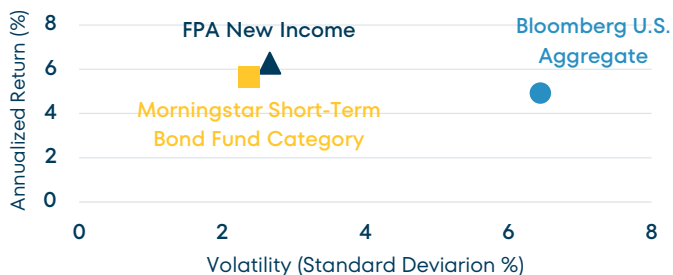 Annualized Return (%)
8
6
4
2
0
FPA New Income
Bloomberg U.S.
Aggregate
Morningstar Short-Term
Bond Fund Category
0
2
4
6
8
Volatility (Standard Deviarion %)